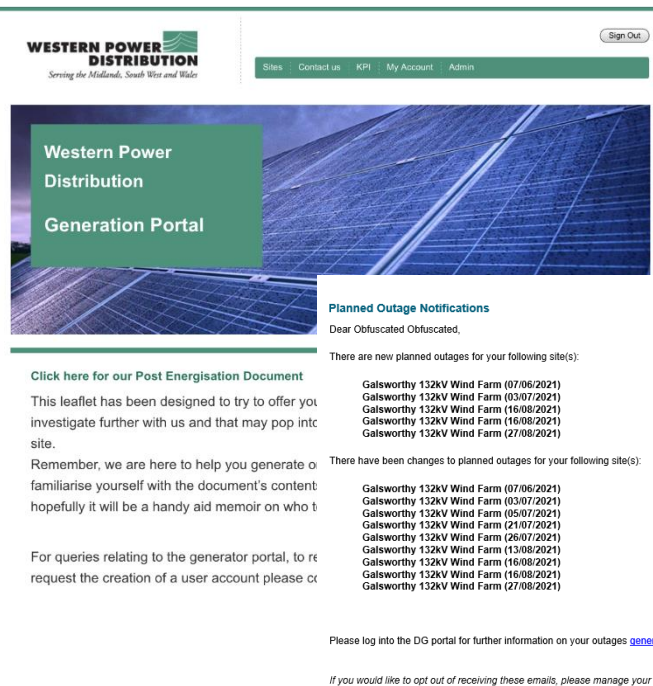 Sign Out
WESTERN POWER
DISTRIBUTION
Serving the Midlands, South West and Wales
Sites Contact us KPI My Account Admin
Western Power
Distribution
Generation Portal
Click here for our Post Energisation Document
This leaflet has been designed to try to offer you
investigate further with us and that may pop into
site.
Remember, we are here to help you generate
familiarise yourself with the document's
hopefully it will be a handy aid memoir on who
For queries relating to the generator portal, to
request the creation of a user account please
Planned Outage Notifications
Dear Obfuscated Obfuscated,
There are new planned outages for your following site(s):
Galsworthy 132kV Wind Farm (07/06/2021)
Galsworthy 132kV Wind Farm (03/07/2021)
Galsworthy 132kV Wind Farm (16/08/2021)
Galsworthy 132kV Wind Farm (16/08/2021)
Galsworthy 132kV Wind Farm (27/08/2021)
There have been changes to planned outages for your following site(s):
Galsworthy 132kV Wind Farm (07/06/2021)
Galsworthy 132kV Wind Farm (03/07/2021)
Galsworthy 132kV Wind Farm (05/07/2021)
Galsworthy 132kV Wind Farm (21/07/2021)
Galsworthy 132kV Wind Farm (26/07/2021)
Galsworthy 132kV Wind Farm (13/08/2021)
Galsworthy 132kV Wind Farm (16/08/2021)
Galsworthy 132kV Wind Farm (16/08/2021)
Galsworthy 132kV Wind Farm (27/08/2021)
Please log into the DG portal for further information on your outages
If you would like to opt out of receiving these emails, please manage your